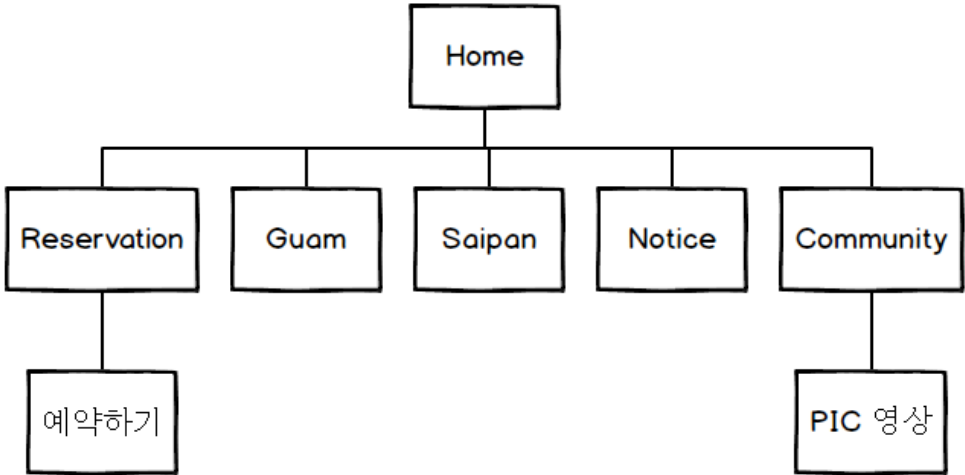 Home
Reservation
Guam
Saipan
Notice
Community
예약하기
PIC 영상